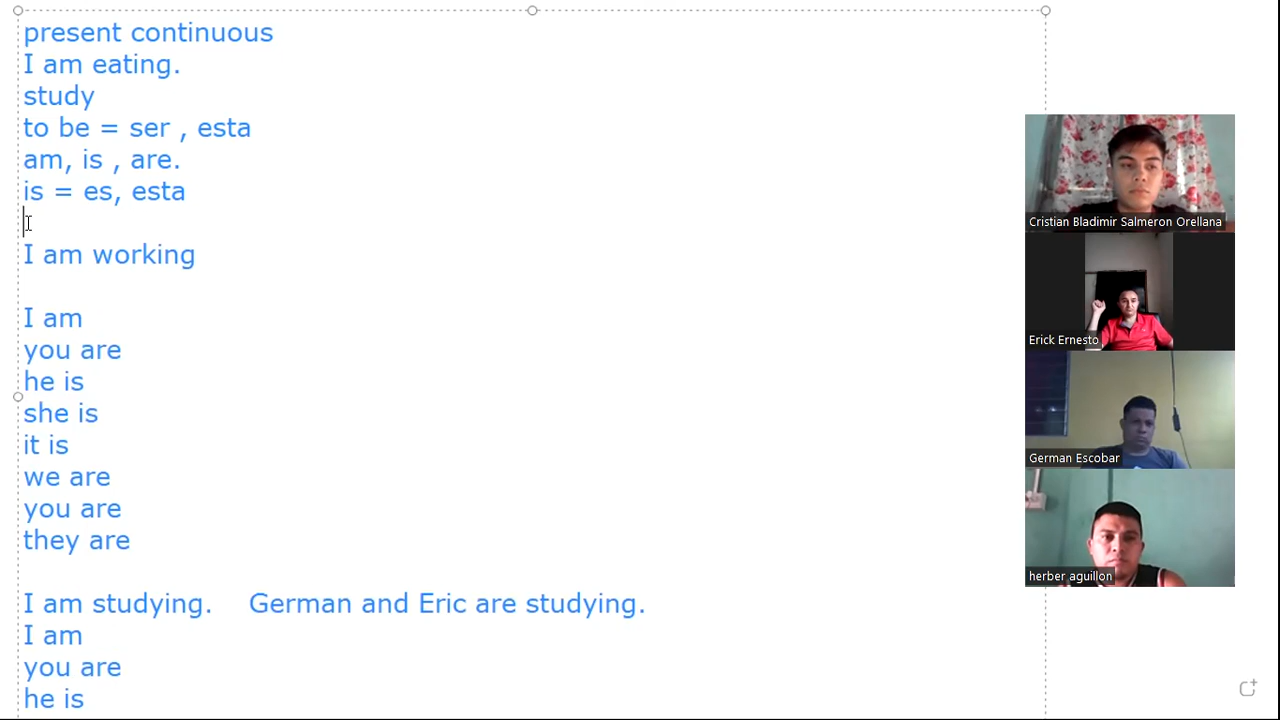 present continuous
I am eating.
study
to be = ser , esta
am, is , are.
is = es, esta
I am working
I am
you are
he is
she is
it is
we are
you are
they are
I am studying.    German and Eric are studying.
I am
you are
he is
Cristian Bladimir Salmeron Orellana
Erick Ernesto
German Escobar
herber aguillon